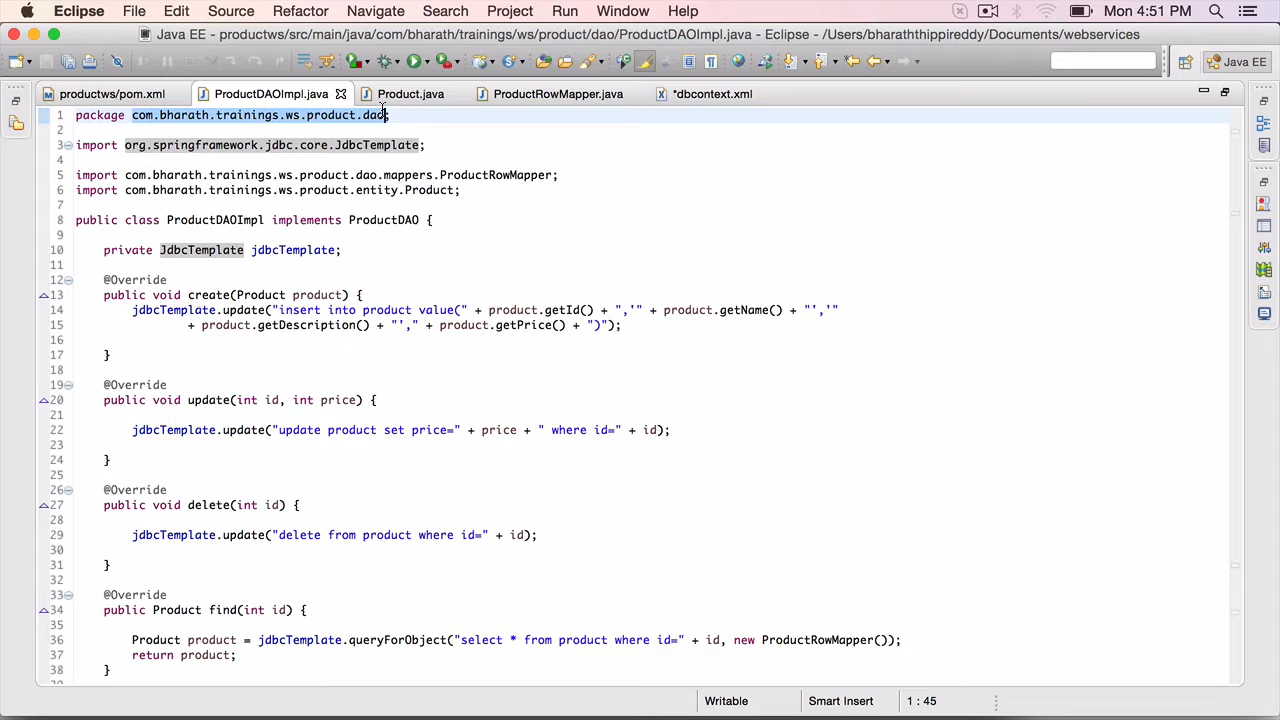 Eclipse File Edit Source Refactor Navigate Search Project Run Window Help Mon 4:51 PM
Java EE - productws/src/main/java/com/bharath/trainings/ws/product/dao/ProductDAOImpl.java - Eclipse - /Users/bharaththippireddy/Documents/webservices
Java EE
productws/pom.xml ProductDAOImpl.java Product.java ProductRowMapper.java *dbcontext.xml
1 package com.bharath.trainings.ws.product.dao;
2
3 import org.springframework.jdbc.core.JdbcTemplate;
4
5 import com.bharath.trainings.ws.product.dao.mappers.ProductRowMapper;
6 import com.bharath.trainings.ws.product.entity.Product;
7
8 public class ProductDAOImpl implements ProductDAO {
9
10 private JdbcTemplate jdbcTemplate;
11
12 @Override
13 public void create(Product product) {
14 jdbcTemplate.update("insert into product value(" + product.getId() + ",'" + product.getName() + "','"
15 + product.getDescription() + "'," + product.getPrice() + ")");
16
17 }
18
19 @Override
20 public void update(int id, int price) {
21
22 jdbcTemplate.update("update product set price=" + price + " where id=" + id);
23
24 }
25
26 @Override
27 public void delete(int id) {
28
29 jdbcTemplate.update("delete from product where id=" + id);
30
31 }
32
33 @Override
34 public Product find(int id) {
35
36 Product product = jdbcTemplate.queryForObject("select * from product where id=" + id, new ProductRowMapper());
37 return product;
38 }
Writable Smart Insert 1 : 45